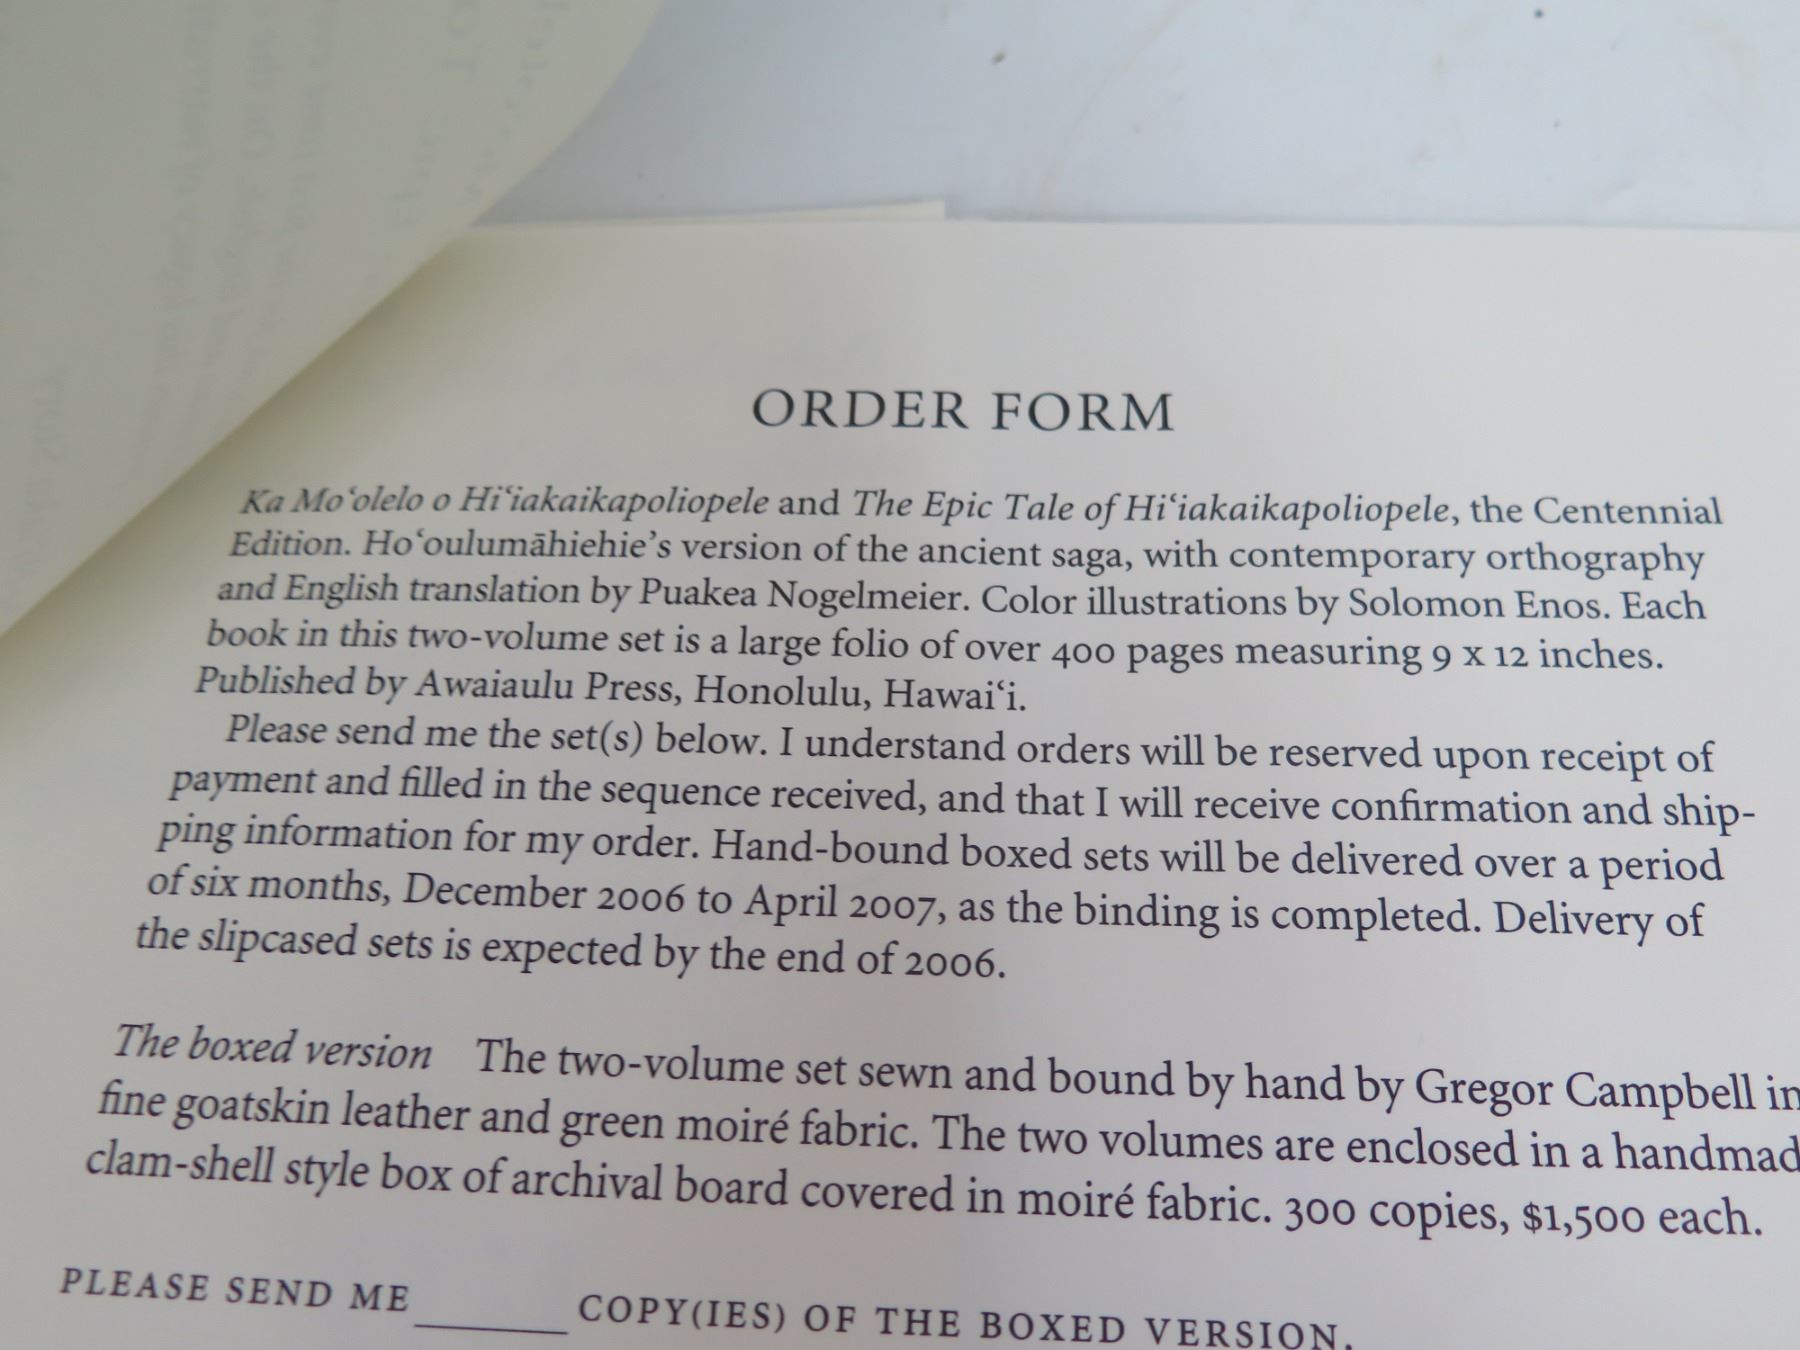 ORDER FORM
Ka Moʻolelo o Hiʻiakaikapoliopele and The Epic Tale of Hiʻiakaikapoliopele, the Centennial
Edition. Hoʻoulumāhiehie’s version of the ancient saga, with contemporary orthography
and English translation by Puakea Nogelmeier. Color illustrations by Solomon Enos. Each
book in this two-volume set is a large folio of over 400 pages measuring 9 x 12 inches.
Published by Awaiaulu Press, Honolulu, Hawaiʻi.
Please send me the set(s) below. I understand orders will be reserved upon receipt of
payment and filled in the sequence received, and that I will receive confirmation and ship-
ping information for my order. Hand-bound boxed sets will be delivered over a period
of six months, December 2006 to April 2007, as the binding is completed. Delivery of
the slipcased sets is expected by the end of 2006.
The boxed version The two-volume set sewn and bound by hand by Gregor Campbell in
fine goatskin leather and green moiré fabric. The two volumes are enclosed in a handmad
clam-shell style box of archival board covered in moiré fabric. 300 copies, $1,500 each.
PLEASE SEND ME ______ COPY(IES) OF THE BOXED VERSION.